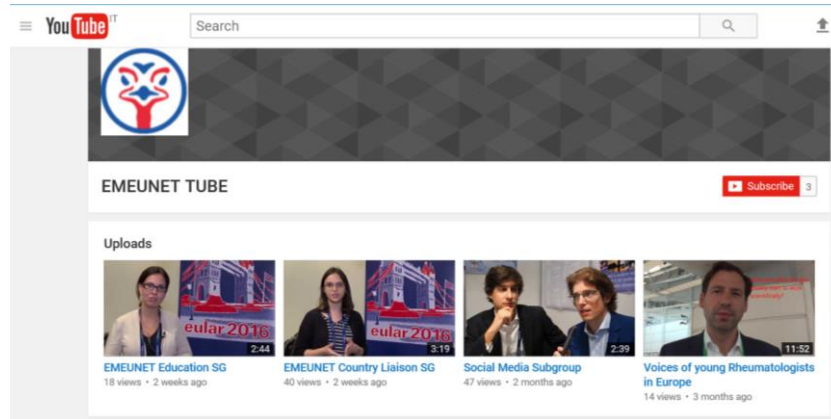 YouTube IT
Search
EMEUNET TUBE
Subscribe 3
Uploads
eular 2016
2:44
eular 2016
3:19
2:39
11:52
EMEUNET Education SG
18 views • 2 weeks ago
EMEUNET Country Liaison SG
40 views • 2 weeks ago
Social Media Subgroup
47 views • 2 months ago
Voices of young Rheumatologists
in Europe
14 views • 3 months ago